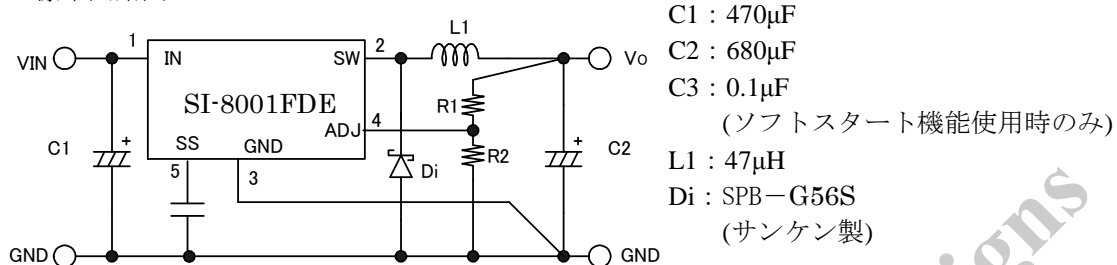 VIN
1
IN
SW
2
L1
Vo
SI-8001FDE
R1
ADJ
4
C1
+
SS
GND
5
3
Di
R2
+
C2
GND
GND
C1：470μF
C2：680μF
C3：0.1μF
(ソフトスタート機能使用時のみ)
L1：47μH
Di：SPB－G56S
(サンケン製)